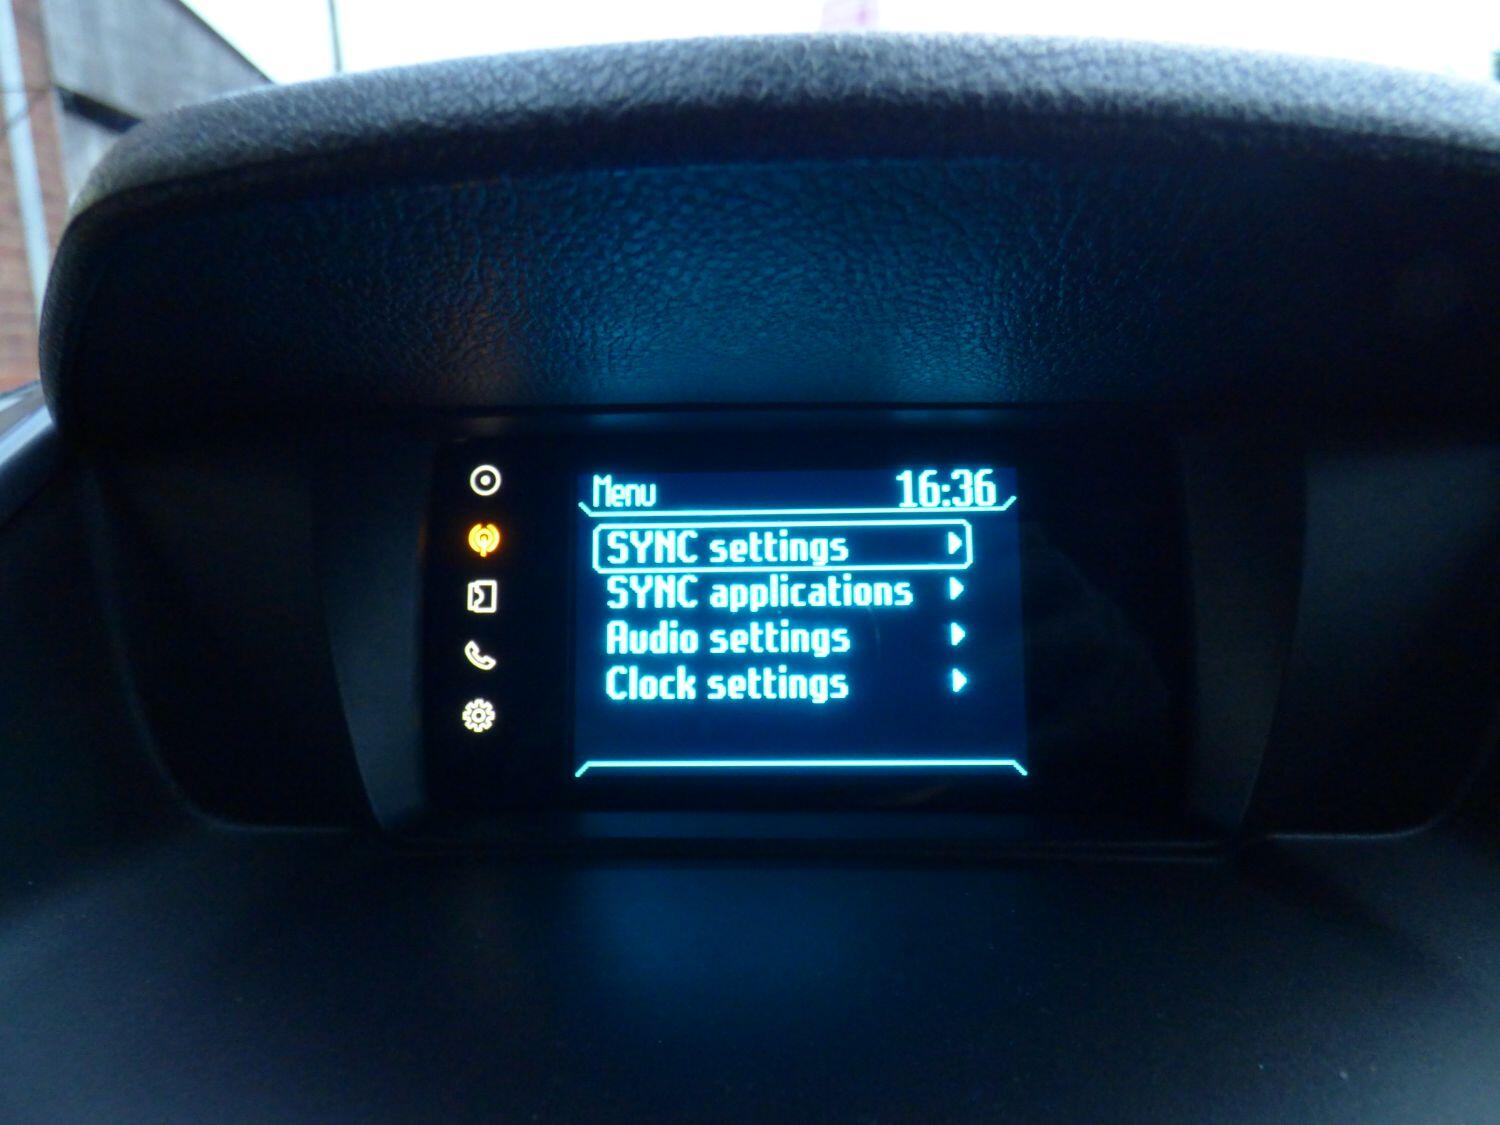 Menu 16:36
SYNC settings
SYNC applications
Audio settings
Clock settings